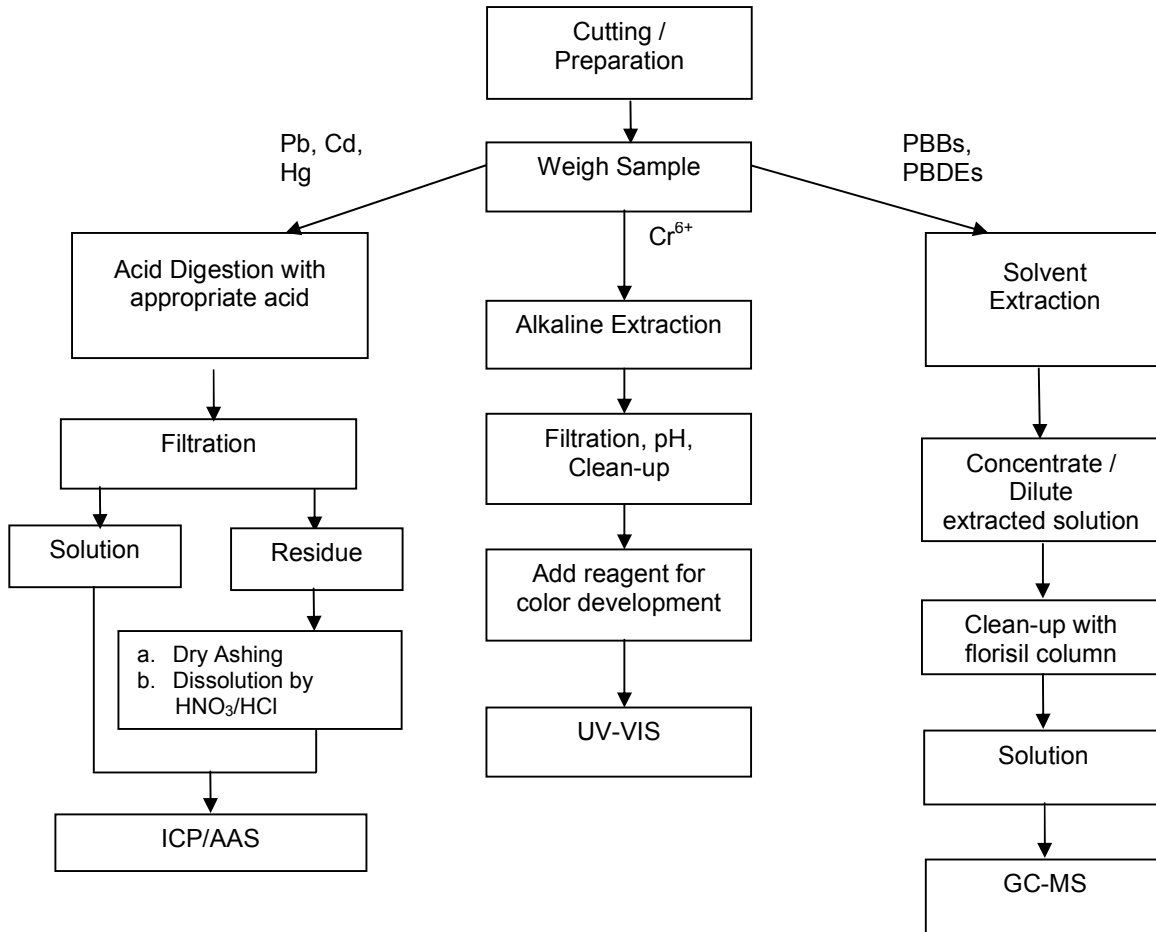 Cutting /
Preparation
Pb, Cd,
Hg
Weigh Sample
PBBs,
PBDEs
Cr⁶⁺
Acid Digestion with
appropriate acid
Alkaline Extraction
Solvent
Extraction
Filtration
Filtration, pH,
Clean-up
Concentrate /
Dilute
extracted solution
Solution
Residue
Add reagent for
color development
Clean-up with
florisil column
a. Dry Ashing
b. Dissolution by
HNO₃/HCl
UV-VIS
Solution
ICP/AAS
GC-MS